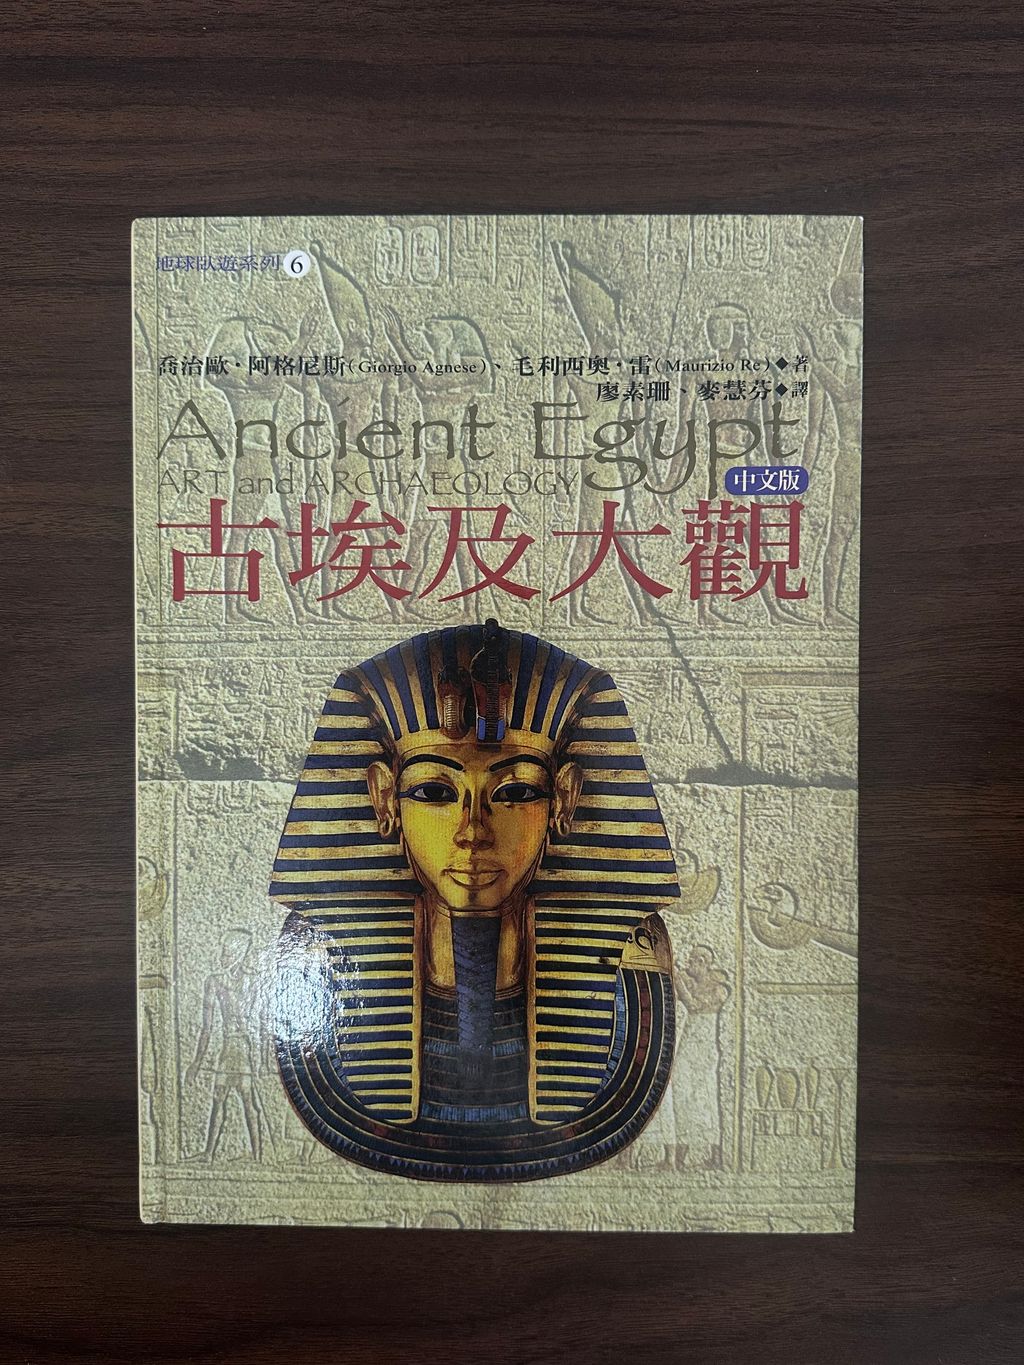 地球臥遊系列6
喬治歐·阿格尼斯(Giorgio Agnese)、毛利西奧·雷(Maurizio Re)◆著
廖素珊、麥慧芬◆譯
Ancient Egypt
ART and ARCHAEOLOGY 中文版
古埃及大觀